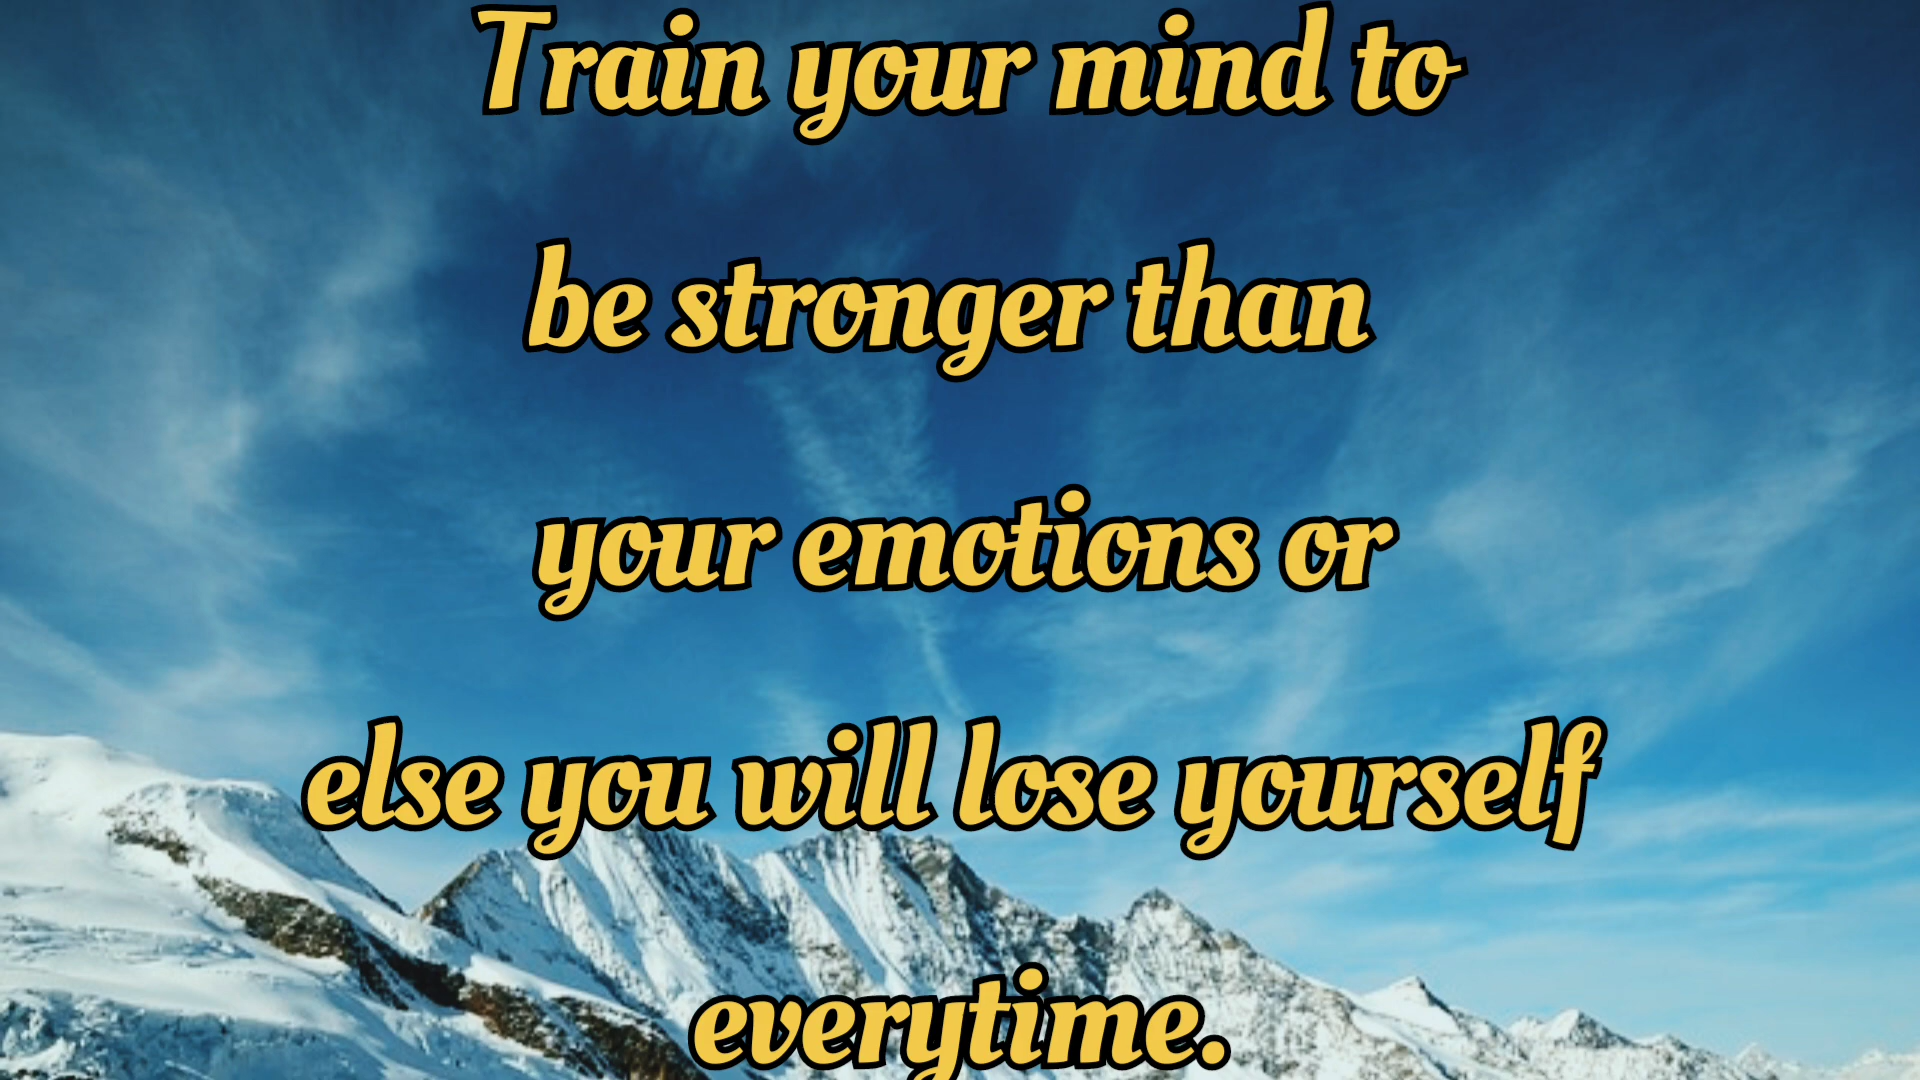 Train your mind to
be stronger than
your emotions or
else you will lose yourself
everytime.